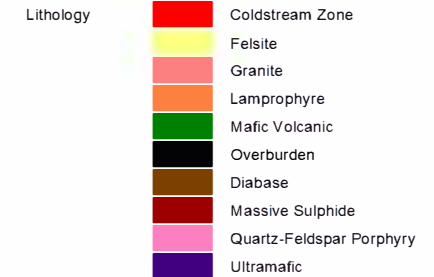 Lithology Coldstream Zone
Felsite
Granite
Lamprophyre
Mafic Volcanic
Overburden
Diabase
Massive Sulphide
Quartz-Feldspar Porphyry
Ultramafic